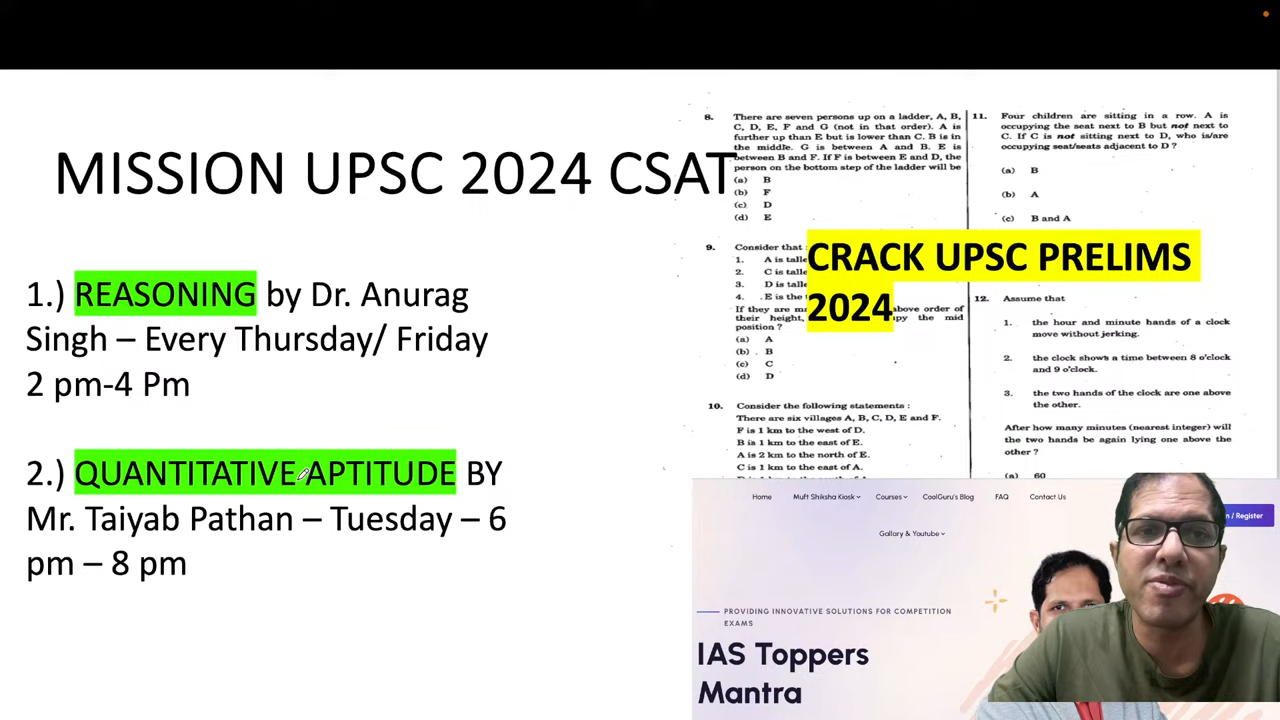 MISSION UPSC 2024 CSAT
1.) REASONING by Dr. Anurag
Singh – Every Thursday/ Friday
2 pm-4 Pm
2.) QUANTITATIVE APTITUDE BY
Mr. Taiyab Pathan – Tuesday – 6
pm – 8 pm
8. There are seven persons up on a ladder, A, B,
C, D, E, F and G (not in that order). A is
further up than E but is lower than C. B is in
the middle. G is between A and B. E is
between B and F. If F is between E and D, the
person on the bottom step of the ladder will be
(a) B
(b) F
(c) D
(d) E
9. Consider that :
1. A is talle
2. C is talle
3. D is talle
4. E is the
If they are ma above order of
their height, py the mid
position ?
(a) A
(b) B
(c) C
(d) D
10. Consider the following statements :
There are six villages A, B, C, D, E and F.
F is 1 km to the west of D.
B is 1 km to the east of E.
A is 2 km to the north of E.
C is 1 km to the east of A.
11. Four children are sitting in a row. A is
occupying the seat next to B but not next to
C. If C is not sitting next to D, who is/are
occupying seat/seats adjacent to D ?
(a) B
(b) A
(c) B and A
CRACK UPSC PRELIMS
2024
12. Assume that
1. the hour and minute hands of a clock
move without jerking.
2. the clock shows a time between 8 o'clock
and 9 o'clock.
3. the two hands of the clock are one above
the other.
After how many minutes (nearest integer) will
the two hands be again lying one above the
other ?
(a) 60
Home Muft Shiksha Kiosk Courses CoolGuru's Blog FAQ Contact Us
n / Register
Gallary & Youtube
PROVIDING INNOVATIVE SOLUTIONS FOR COMPETITION
EXAMS
IAS Toppers
Mantra